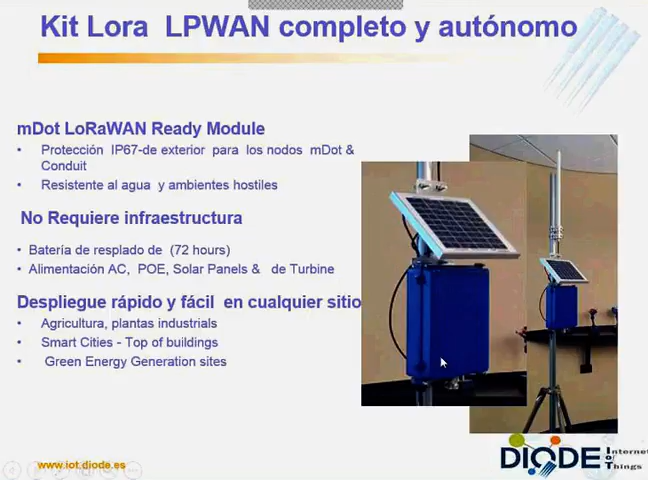 Kit Lora LPWAN completo y autónomo
mDot LoRaWAN Ready Module
• Protección IP67-de exterior para los nodos mDot &
Conduit
• Resistente al agua y ambientes hostiles
No Requiere infraestructura
• Batería de resplado de (72 hours)
• Alimentación AC, POE, Solar Panels & de Turbine
Despliegue rápido y fácil en cualquier sitio
• Agricultura, plantas industrials
• Smart Cities - Top of buildings
• Green Energy Generation sites
www.iot.diode.es
DIODE Internet
of
Things